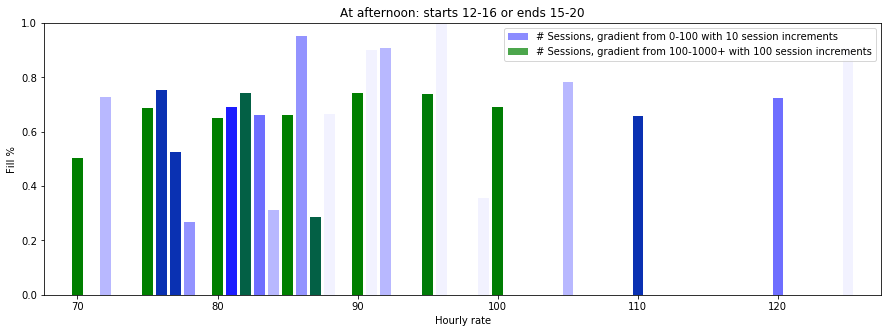 At afternoon: starts 12-16 or ends 15-20
# Sessions, gradient from 0-100 with 10 session increments
# Sessions, gradient from 100-1000+ with 100 session increments
Fill %
1.0
0.8
0.6
0.4
0.2
0.0
70 80 90 100 110 120
Hourly rate